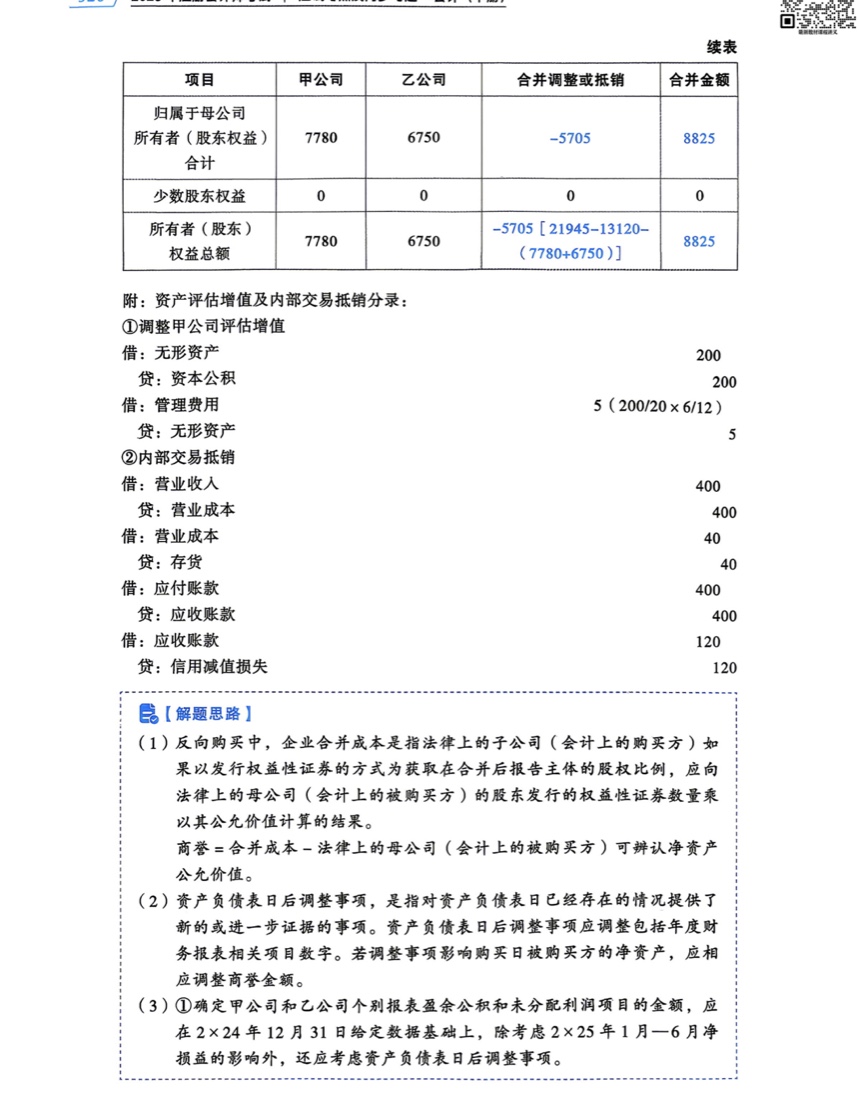 续表
项目 甲公司 乙公司 合并调整或抵销 合并金额
归属于母公司
所有者（股东权益）
合计
7780 6750 -5705 8825
少数股东权益 0 0 0 0
所有者（股东）
权益总额
7780 6750 -5705［21945-13120-
（7780+6750）］
8825
附：资产评估增值及内部交易抵销分录：
①调整甲公司评估增值
借：无形资产 200
贷：资本公积 200
借：管理费用 5（200/20×6/12）
贷：无形资产 5
②内部交易抵销
借：营业收入 400
贷：营业成本 400
借：营业成本 40
贷：存货 40
借：应付账款 400
贷：应收账款 400
借：应收账款 120
贷：信用减值损失 120
【解题思路】
（1）反向购买中，企业合并成本是指法律上的子公司（会计上的购买方）如
果以发行权益性证券的方式为获取在合并后报告主体的股权比例，应向
法律上的母公司（会计上的被购买方）的股东发行的权益性证券数量乘
以其公允价值计算的结果。
商誉=合并成本-法律上的母公司（会计上的被购买方）可辨认净资产
公允价值。
（2）资产负债表日后调整事项，是指对资产负债表日已经存在的情况提供了
新的或进一步证据的事项。资产负债表日后调整事项应调整包括年度财
务报表相关项目数字。若调整事项影响购买日被购买方的净资产，应相
应调整商誉金额。
（3）①确定甲公司和乙公司个别报表盈余公积和未分配利润项目的金额，应
在2×24年12月31日给定数据基础上，除考虑2×25年1月—6月净
损益的影响外，还应考虑资产负债表日后调整事项。